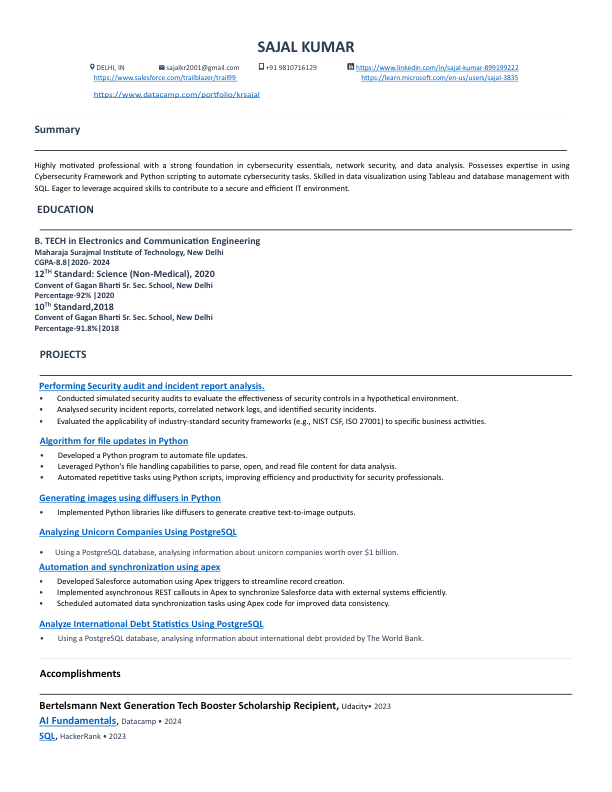 SAJAL KUMAR
DELHI, IN sajalkr2001@gmail.com +91 9810716129 https://www.linkedin.com/in/sajal-kumar-899199222
https://www.salesforce.com/trailblazer/trail99 https://learn.microsoft.com/en-us/users/sajal-3835
https://www.datacamp.com/portfolio/krsajal
Summary
Highly motivated professional with a strong foundation in cybersecurity essentials, network security, and data analysis. Possesses expertise in using
Cybersecurity Framework and Python scripting to automate cybersecurity tasks. Skilled in data visualization using Tableau and database management with
SQL. Eager to leverage acquired skills to contribute to a secure and efficient IT environment.
EDUCATION
B. TECH in Electronics and Communication Engineering
Maharaja Surajmal Institute of Technology, New Delhi
CGPA-8.8|2020- 2024
12TH Standard: Science (Non-Medical), 2020
Convent of Gagan Bharti Sr. Sec. School, New Delhi
Percentage-92% |2020
10Th Standard,2018
Convent of Gagan Bharti Sr. Sec. School, New Delhi
Percentage-91.8%|2018
PROJECTS
Performing Security audit and incident report analysis.
• Conducted simulated security audits to evaluate the effectiveness of security controls in a hypothetical environment.
• Analysed security incident reports, correlated network logs, and identified security incidents.
• Evaluated the applicability of industry-standard security frameworks (e.g., NIST CSF, ISO 27001) to specific business activities.
Algorithm for file updates in Python
• Developed a Python program to automate file updates.
• Leveraged Python's file handling capabilities to parse, open, and read file content for data analysis.
• Automated repetitive tasks using Python scripts, improving efficiency and productivity for security professionals.
Generating images using diffusers in Python
• Implemented Python libraries like diffusers to generate creative text-to-image outputs.
Analyzing Unicorn Companies Using PostgreSQL
• Using a PostgreSQL database, analysing information about unicorn companies worth over $1 billion.
Automation and synchronization using apex
• Developed Salesforce automation using Apex triggers to streamline record creation.
• Implemented asynchronous REST callouts in Apex to synchronize Salesforce data with external systems efficiently.
• Scheduled automated data synchronization tasks using Apex code for improved data consistency.
Analyze International Debt Statistics Using PostgreSQL
• Using a PostgreSQL database, analysing information about international debt provided by The World Bank.
Accomplishments
Bertelsmann Next Generation Tech Booster Scholarship Recipient, Udacity• 2023
AI Fundamentals, Datacamp • 2024
SQL, HackerRank • 2023